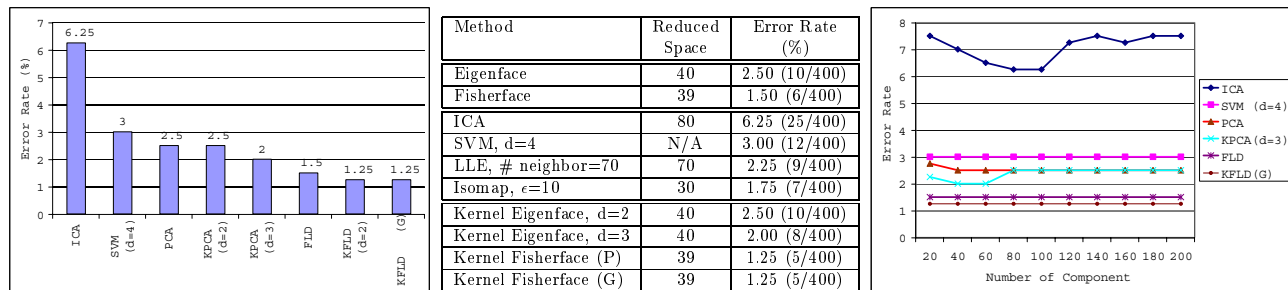 7
6
5
4
3
2
1
0
Error Rate (%)
6.25
3
2.5
2.5
2
1.5
1.25
1.25
ICA
SVM (d=4)
PCA
KPCA (d=2)
KPCA (d=3)
FLD
KFLD (d=2)
KFLD (G)
Method Reduced Space Error Rate (%)
Eigenface 40 2.50 (10/400)
Fisherface 39 1.50 (6/400)
ICA 80 6.25 (25/400)
SVM, d=4 N/A 3.00 (12/400)
LLE, # neighbor=70 70 2.25 (9/400)
Isomap, ϵ=10 30 1.75 (7/400)
Kernel Eigenface, d=2 40 2.50 (10/400)
Kernel Eigenface, d=3 40 2.00 (8/400)
Kernel Fisherface (P) 39 1.25 (5/400)
Kernel Fisherface (G) 39 1.25 (5/400)
8
7
6
5
4
3
2
1
0
Error Rate
20 40 60 80 100 120 140 160 180 200
Number of Component
ICA
SVM (d=4)
PCA
KPCA(d=3)
FLD
KFLD(G)